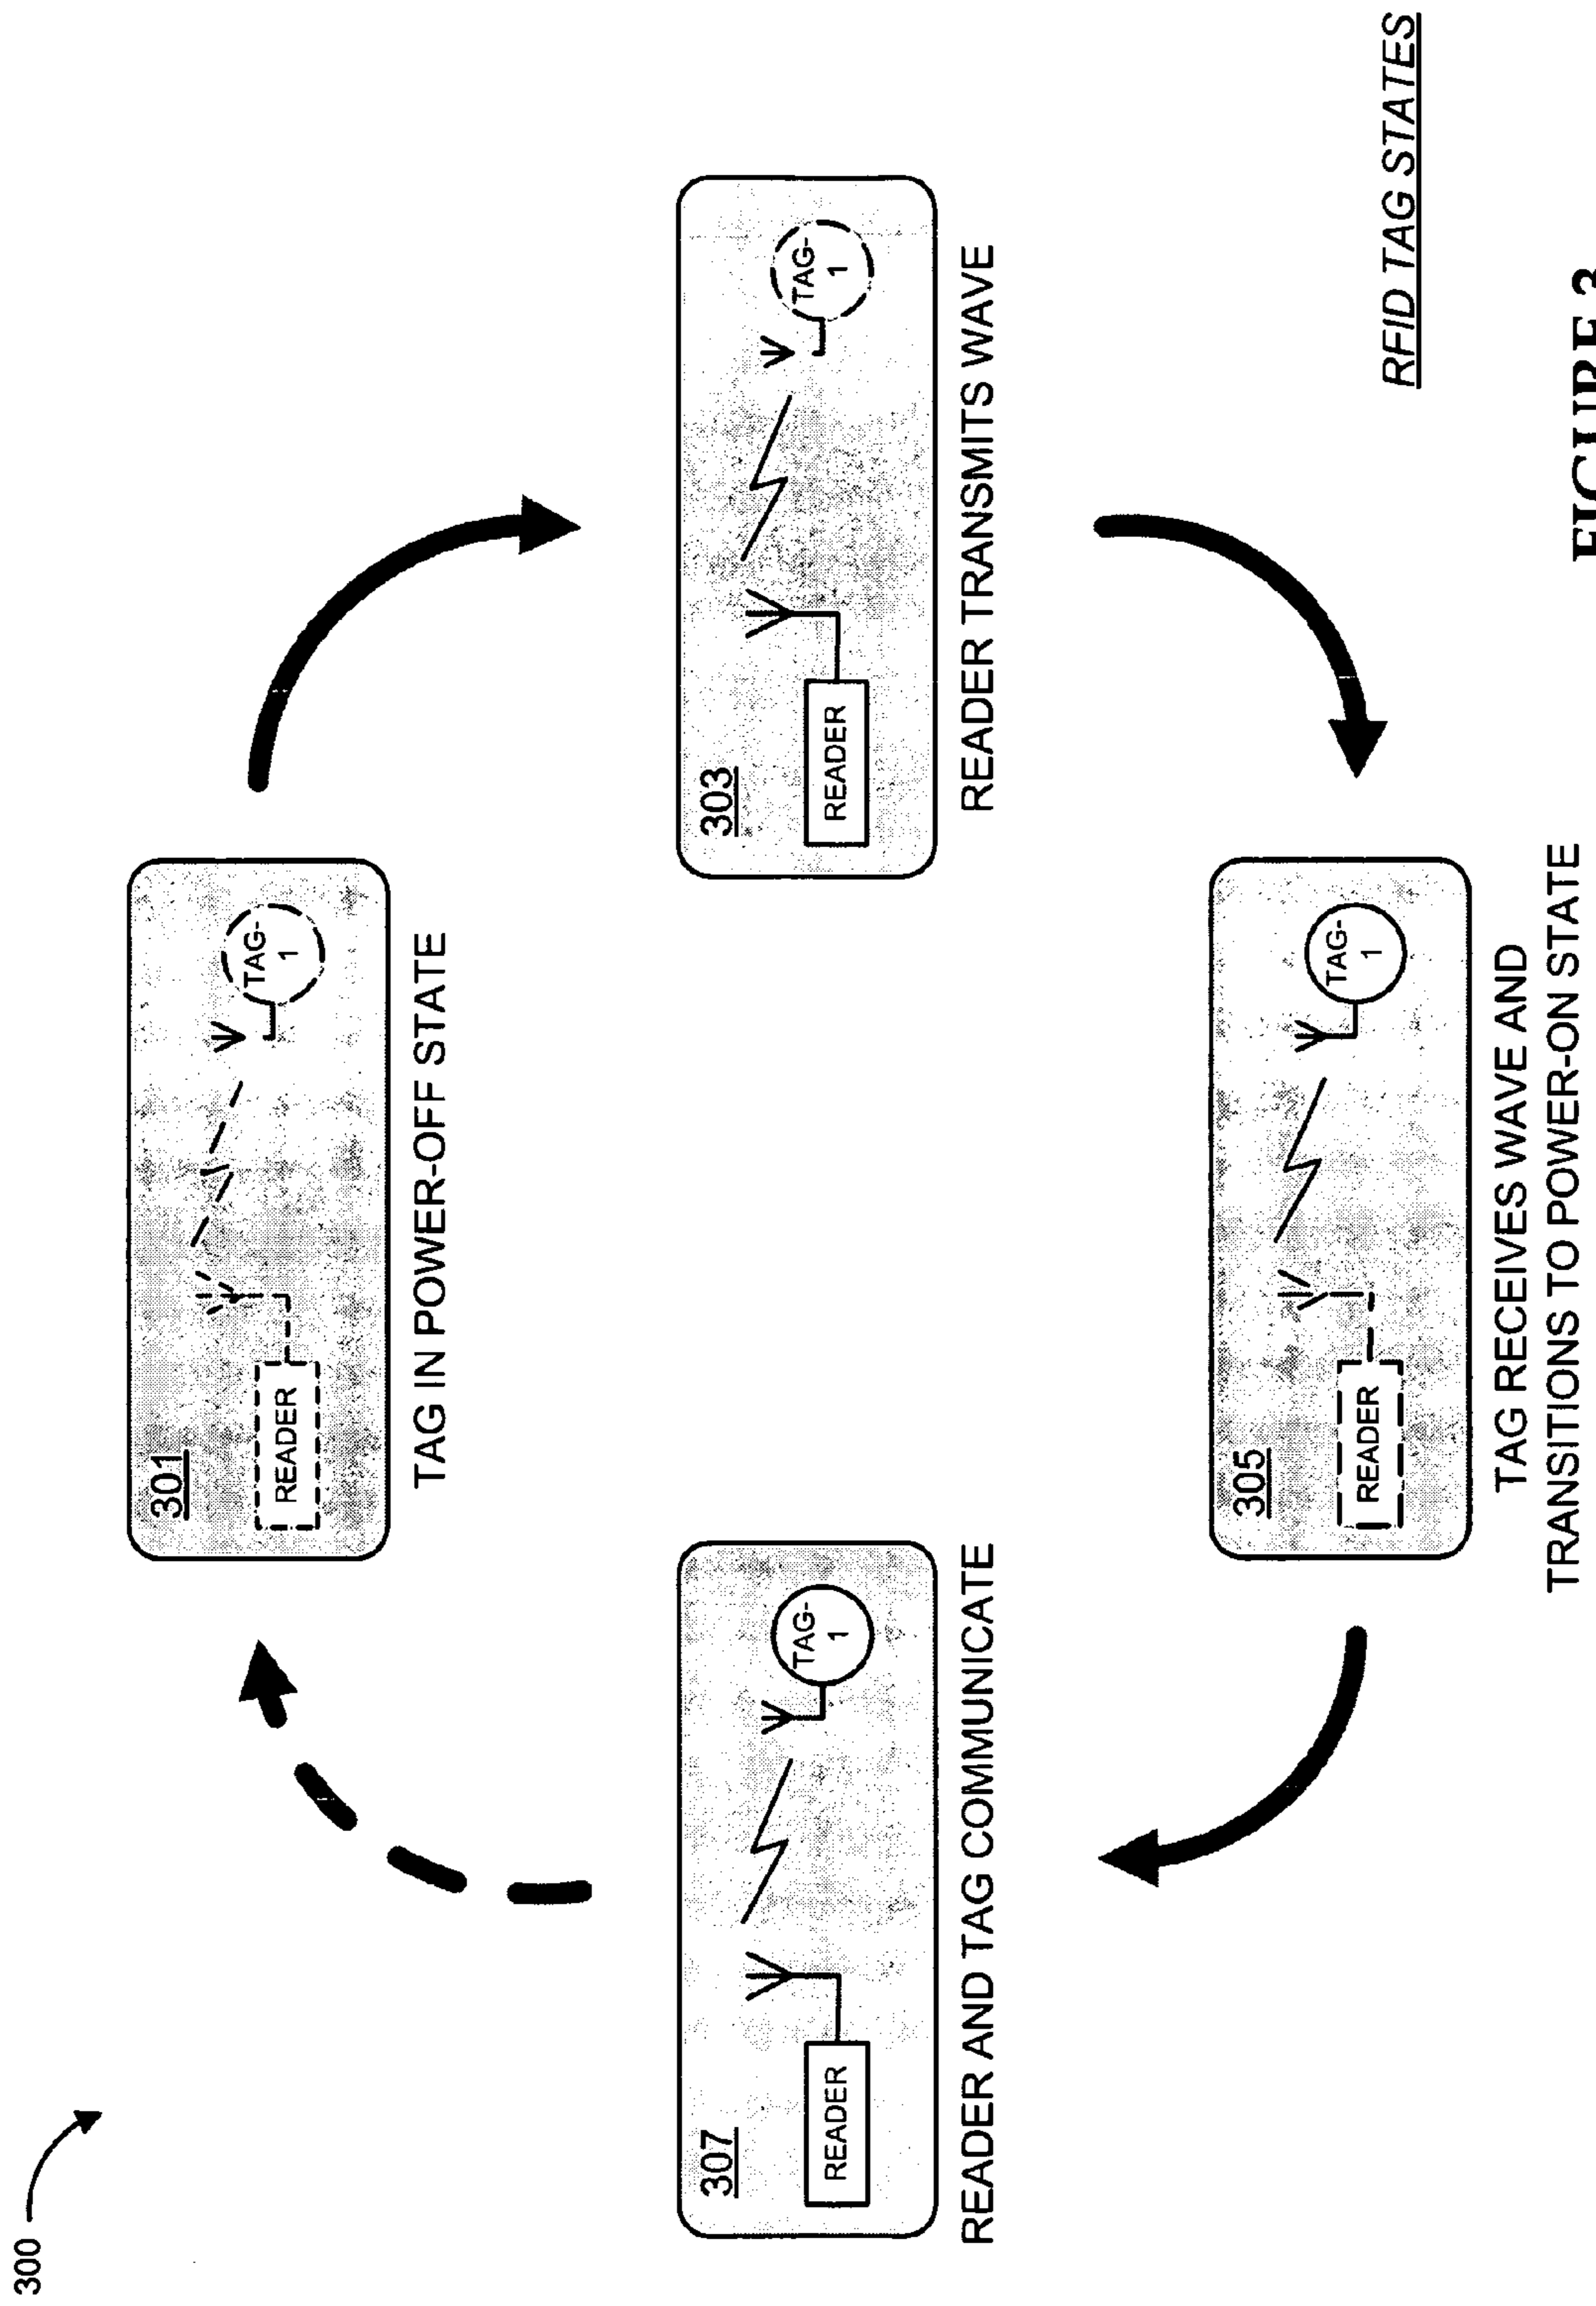 300
301
READER
TAG-
1
TAG IN POWER-OFF STATE
303
READER
TAG-
1
READER TRANSMITS WAVE
305
READER
TAG-
1
TAG RECEIVES WAVE AND
TRANSITIONS TO POWER-ON STATE
307
READER
TAG-
1
READER AND TAG COMMUNICATE
RFID TAG STATES
FIGURE 3